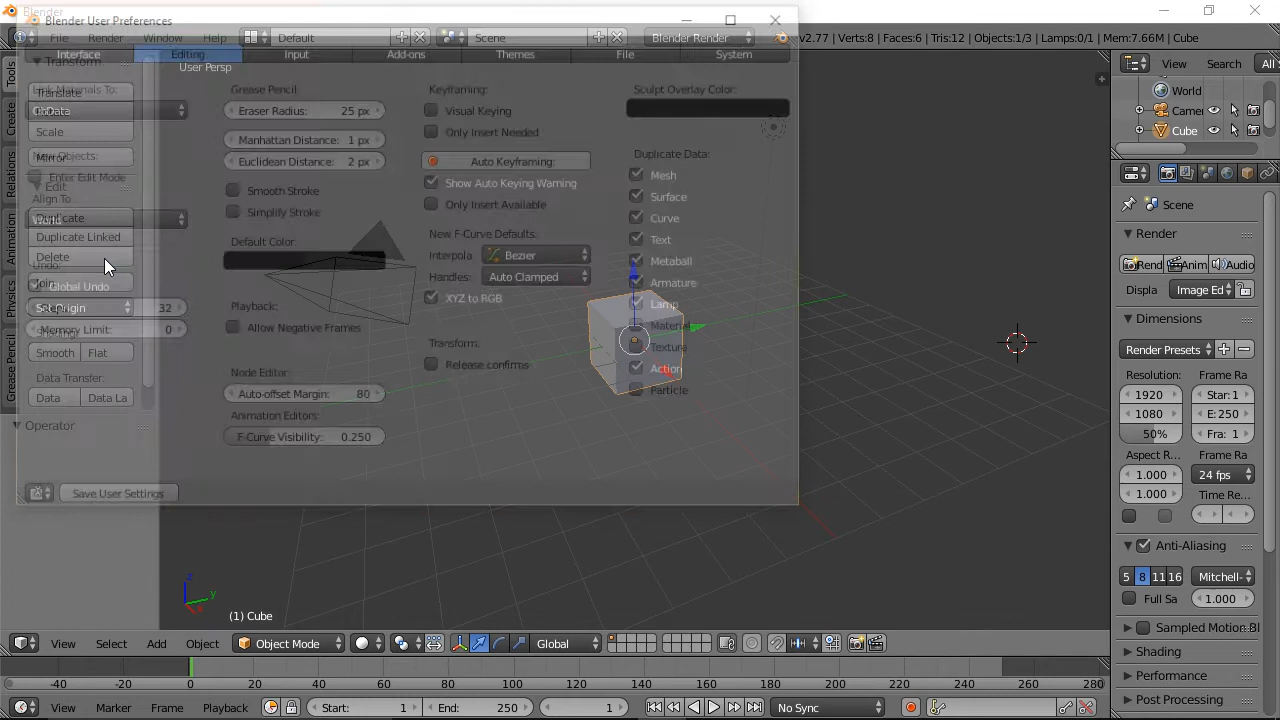 Blender
Blender User Preferences
File Render Window Help Default Scene Blender Render v2.77 | Verts:8 | Faces:6 | Tris:12 | Objects:1/3 | Lamps:0/1 | Mem:7.66M | Cube
Interface Editing Input Add-ons Themes File System
View Search All S
User Persp
Transform
World
Camer
Cube
Tools
Create
Relations
Animation
Physics
Grease Pencil
Link Materials To:
Translate
ObData
Scale
Mirror
New Objects:
Enter Edit Mode
Edit
Align To:
Duplicate
World
Duplicate Linked
Delete
Undo:
Join
Global Undo
Set Origin
32
Memory Limit: 0
Smooth Flat
Data Transfer:
Data Data La
Operator
Save User Settings
Grease Pencil:
Eraser Radius: 25 px
Manhattan Distance: 1 px
Euclidean Distance: 2 px
Smooth Stroke
Simplify Stroke
Default Color:
Playback:
Allow Negative Frames
Node Editor:
Auto-offset Margin: 80
Animation Editors:
F-Curve Visibility: 0.250
Keyframing:
Visual Keying
Only Insert Needed
Auto Keyframing:
Show Auto Keying Warning
Only Insert Available
New F-Curve Defaults:
Interpola Bezier
Handles: Auto Clamped
XYZ to RGB
Transform:
Release confirms
Sculpt Overlay Color:
Duplicate Data:
Mesh
Surface
Curve
Text
Metaball
Armature
Lamp
Material
Texture
Action
Particle
Scene
Render
Rend Anim Audio
Displa Image Ed
Dimensions
Render Presets
Resolution: Frame Ra
1920 Star: 1
1080 E: 250
50% Fra: 1
Aspect R... Frame Ra
1.000 24 fps
1.000 Time Re...
Anti-Aliasing
5 8 11 16 Mitchell-
Full Sa 1.000
Sampled Motion Bl
Shading
Performance
Post Processing
z
y
x
(1) Cube
View Select Add Object Object Mode Global
-40 -20 0 20 40 60 80 100 120 140 160 180 200 220 240 260 280
View Marker Frame Playback Start: 1 End: 250 1 No Sync